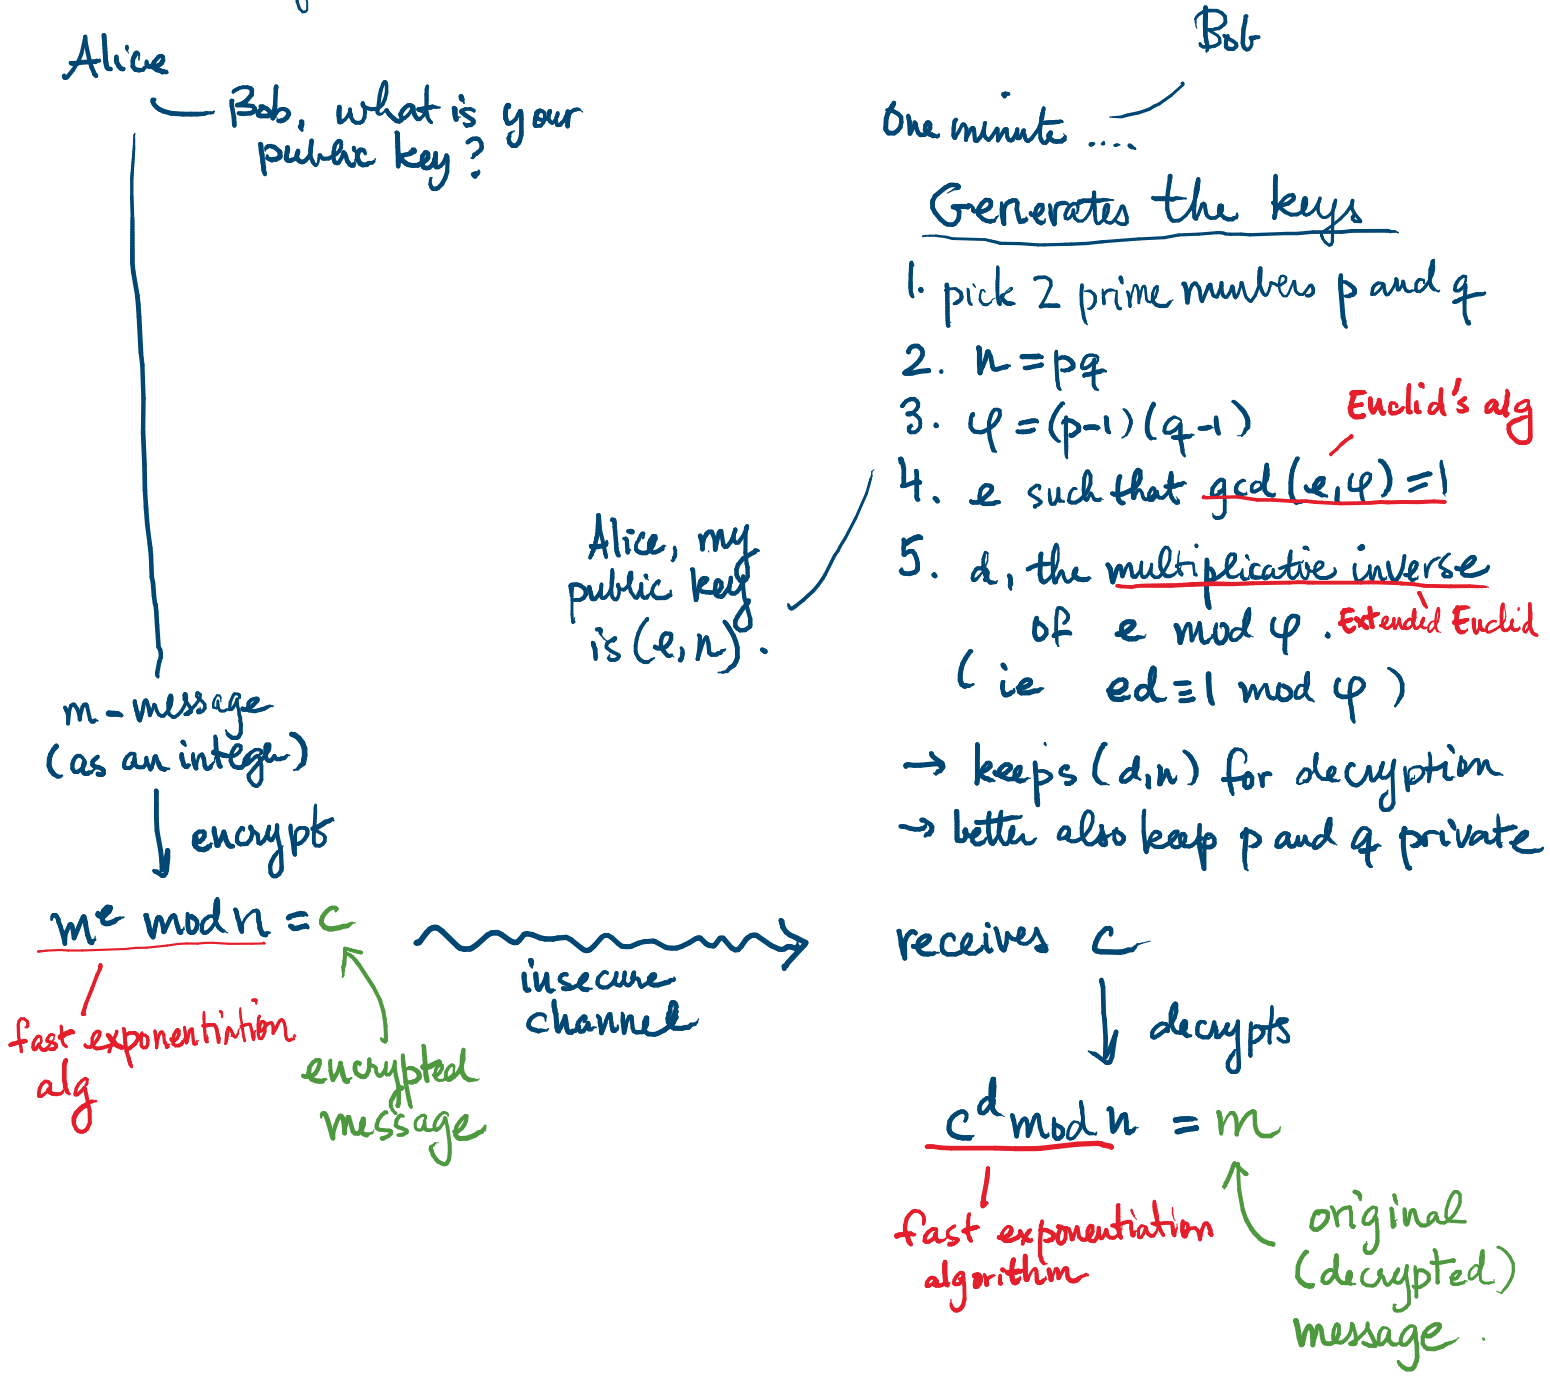 Alice
Bob, what is your
public key?
Bob
One minute ....
Generates the keys
1. pick 2 prime numbers p and q
2. n = pq
3. φ = (p-1)(q-1)
Euclid's alg
4. e such that gcd(e,φ) = 1
5. d, the multiplicative inverse
of e mod φ.
Extended Euclid
(ie ed ≡ 1 mod φ)
→ keeps (d,n) for decryption
→ better also keep p and q private
Alice, my
public key
is (e,n).
m - message
(as an integer)
encrypt
mᵉ mod n = c
fast exponentiation
alg
encrypted
message
insecure
channel
receives c
decrypts
cᵈ mod n = m
fast exponentiation
algorithm
original
(decrypted)
message.